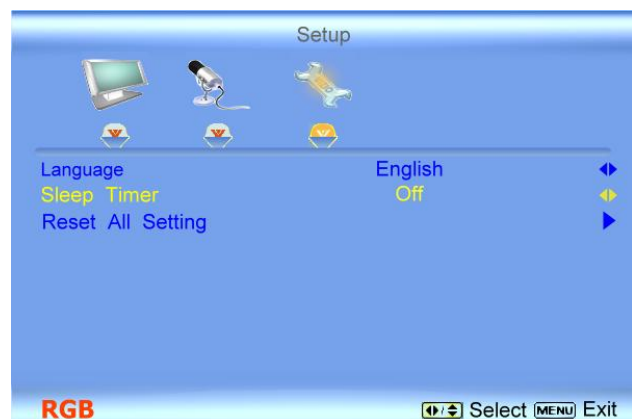 Setup
Language English
Sleep Timer Off
Reset All Setting
RGB Select MENU Exit